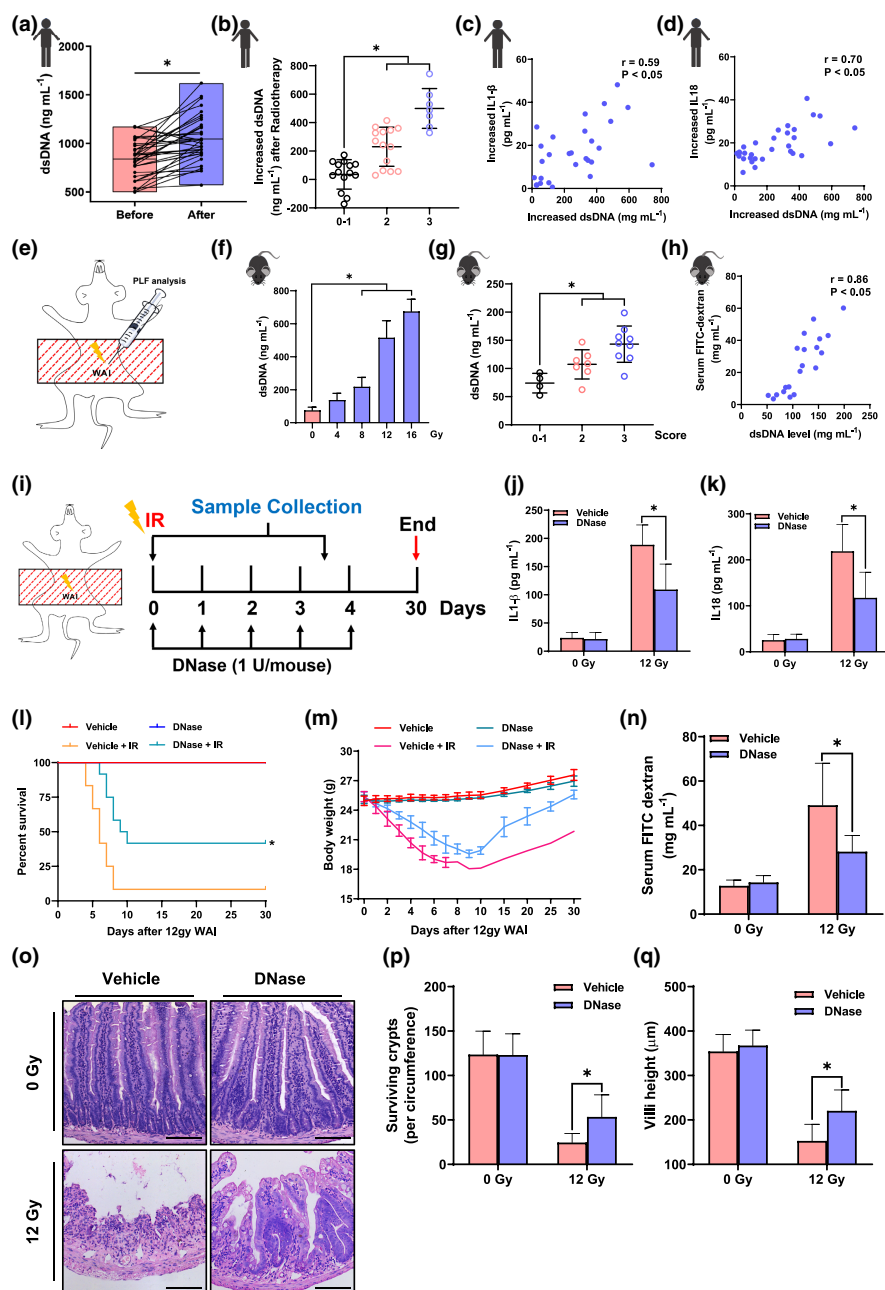 (a)
*
dsDNA
(ng mL⁻¹)
2000
1500
1000
500
Before
After
(b)
*
Increased dsDNA
(ng mL⁻¹) after Radiotherapy
800
600
400
200
0
-200
0-1
2
3
(c)
r = 0.59
P < 0.05
Increased IL1-β
(pg mL⁻¹)
60
40
20
0
0
200
400
600
800
Increased dsDNA (mg mL⁻¹)
(d)
r = 0.70
P < 0.05
Increased IL18
(pg mL⁻¹)
60
40
20
0
0
200
400
600
800
Increased dsDNA (mg mL⁻¹)
(e)
PLF analysis
WAI
(f)
*
dsDNA (ng mL⁻¹)
800
600
400
200
0
0
4
8
12
16
Gy
(g)
*
dsDNA (ng mL⁻¹)
250
200
150
100
50
0
0-1
2
3
Score
(h)
r = 0.86
P < 0.05
Serum FITC-dextran
(mg mL⁻¹)
80
60
40
20
0
0
50
100
150
200
250
dsDNA level (mg mL⁻¹)
(i)
WAI
IR
Sample Collection
End
0
1
2
3
4
30
Days
DNase (1 U/mouse)
(j)
Vehicle
DNase
*
IL1-β (pg mL⁻¹)
250
200
150
100
50
0
0 Gy
12 Gy
(k)
Vehicle
DNase
*
IL18 (pg mL⁻¹)
300
200
100
0
0 Gy
12 Gy
(l)
Vehicle
DNase
Vehicle + IR
DNase + IR
Percent survival
100
75
50
25
0
*
0
5
10
15
20
25
30
Days after 12gy WAI
(m)
Vehicle
DNase
Vehicle + IR
DNase + IR
Body weight (g)
30
27
24
21
18
15
0
2
4
6
8
10
15
20
25
30
Days after 12gy WAI
(n)
Vehicle
DNase
*
Serum FITC dextran
(mg mL⁻¹)
80
60
40
20
0
0 Gy
12 Gy
(o)
Vehicle
DNase
0 Gy
12 Gy
(p)
Vehicle
DNase
*
Surviving crypts
(per circumference)
200
150
100
50
0
0 Gy
12 Gy
(q)
Vehicle
DNase
*
Villi height (μm)
500
400
300
200
100
0 Gy
12 Gy